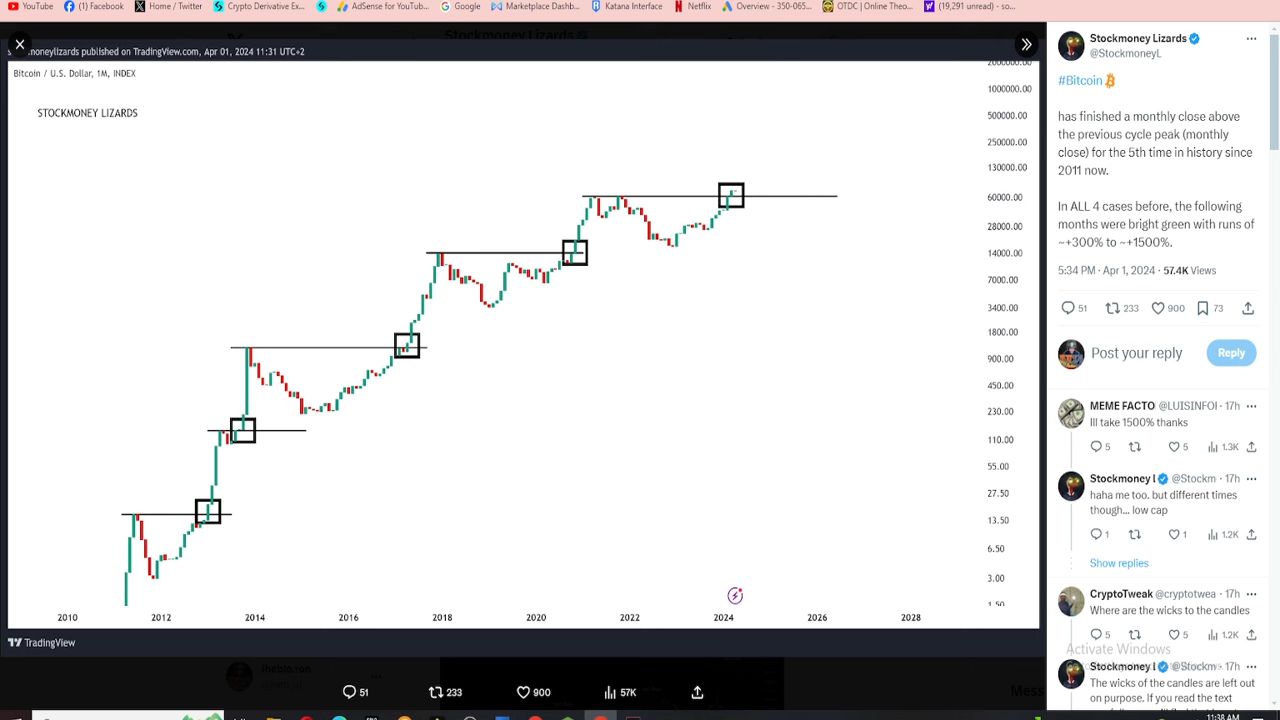 YouTube
(1) Facebook
Home / Twitter
Crypto Derivative Ex...
AdSense for YouTub...
Google
Marketplace Dashb...
Katana Interface
Netflix
Overview - 350-065...
OTDC | Online Theo...
(19,291 unread) - so...
moneylizards published on TradingView.com, Apr 01, 2024 11:31 UTC+2
Bitcoin / U.S. Dollar, 1M, INDEX
STOCKMONEY LIZARDS
2000000.00
1000000.00
500000.00
250000.00
130000.00
60000.00
28000.00
14000.00
7000.00
3400.00
1800.00
900.00
450.00
230.00
110.00
55.00
27.50
13.50
6.50
3.00
1.50
2010
2012
2014
2016
2018
2020
2022
2024
2026
2028
TradingView
51
233
900
57K
Stockmoney Lizards
@StockmoneyL
#Bitcoin
has finished a monthly close above
the previous cycle peak (monthly
close) for the 5th time in history since
2011 now.
In ALL 4 cases before, the following
months were bright green with runs of
~+300% to ~+1500%.
5:34 PM · Apr 1, 2024 · 57.4K Views
51
233
900
73
Post your reply
Reply
MEME FACTO @LUISINFOI · 17h
Ill take 1500% thanks
5
5
1.3K
Stockmoney l @Stockm · 17h
haha me too. but different times
though... low cap
1
1
1.2K
Show replies
CryptoTweak @cryptotwea · 17h
Where are the wicks to the candles
5
5
1.2K
Activate Windows
Stockmoney l @Stockm · 17h
The wicks of the candles are left out
on purpose. If you read the text
11:38 AM